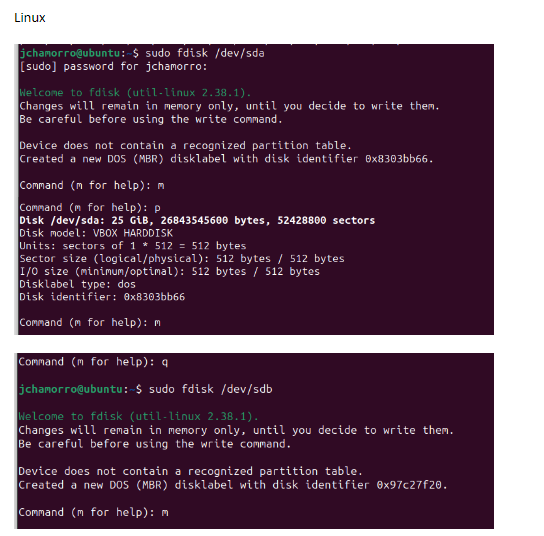 Linux
jchamorro@ubuntu:~$ sudo fdisk /dev/sda
[sudo] password for jchamorro:
Welcome to fdisk (util-linux 2.38.1).
Changes will remain in memory only, until you decide to write them.
Be careful before using the write command.
Device does not contain a recognized partition table.
Created a new DOS (MBR) disklabel with disk identifier 0x8303bb66.
Command (m for help): m
Command (m for help): p
Disk /dev/sda: 25 GiB, 26843545600 bytes, 52428800 sectors
Disk model: VBOX HARDDISK
Units: sectors of 1 * 512 = 512 bytes
Sector size (logical/physical): 512 bytes / 512 bytes
I/O size (minimum/optimal): 512 bytes / 512 bytes
Disklabel type: dos
Disk identifier: 0x8303bb66
Command (m for help): m
Command (m for help): q
jchamorro@ubuntu:~$ sudo fdisk /dev/sdb
Welcome to fdisk (util-linux 2.38.1).
Changes will remain in memory only, until you decide to write them.
Be careful before using the write command.
Device does not contain a recognized partition table.
Created a new DOS (MBR) disklabel with disk identifier 0x97c27f20.
Command (m for help): m